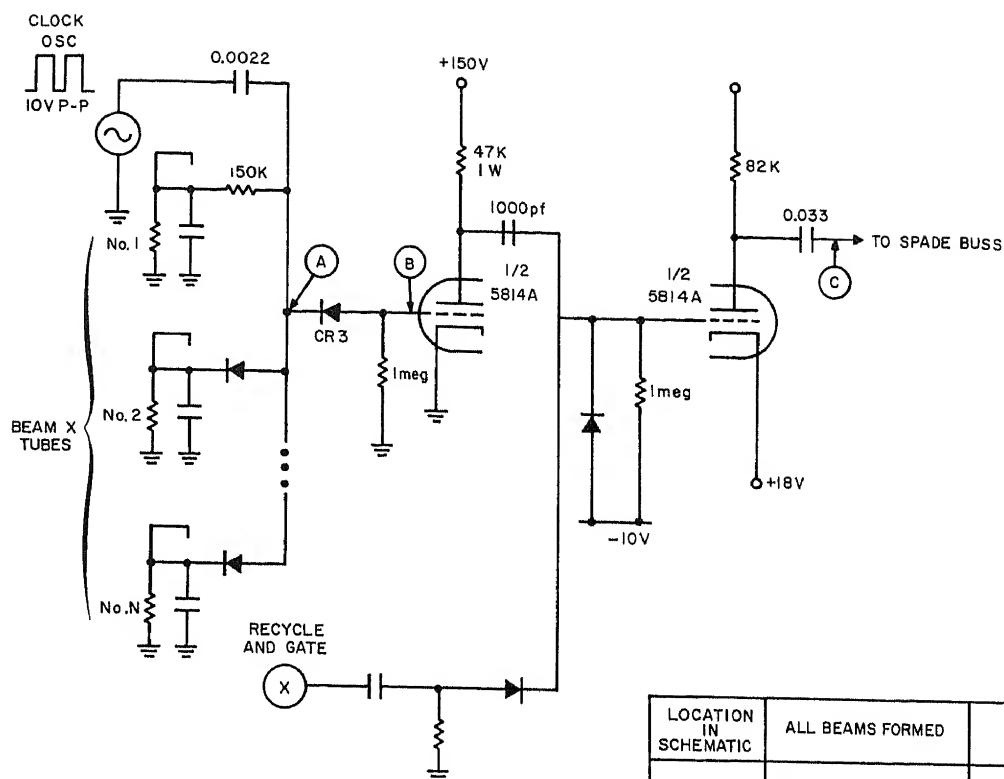 CLOCK
OSC
10V P-P
0.0022
150K
No. 1
No. 2
No. N
BEAM X
TUBES
A
CR3
B
1meg
+150V
47K
1 W
1000pf
1/2
5814A
82K
0.033
TO SPADE BUSS
C
1/2
5814A
1meg
+18V
-10V
RECYCLE
AND GATE
X
LOCATION
IN
SCHEMATIC
ALL BEAMS FORMED